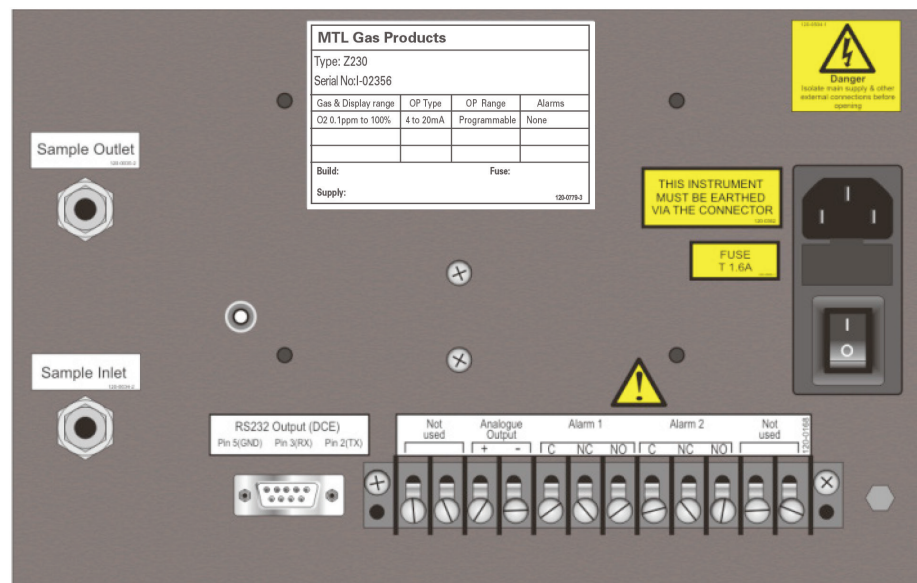 MTL Gas Products
Type: Z230
Serial No:I-02356
Gas & Display range OP Type OP Range Alarms
O2 0.1ppm to 100% 4 to 20mA Programmable None
Build: Fuse:
Supply: 120-0779-3
Danger
Isolate main supply & other
external connections before
opening
Sample Outlet
THIS INSTRUMENT
MUST BE EARTHED
VIA THE CONNECTOR
FUSE
T 1.6A
I
O
Sample Inlet
RS232 Output (DCE)
Pin 5(GND) Pin 3(RX) Pin 2(TX)
Not
used
Analogue
Output
+ -
Alarm 1
C NC NO
Alarm 2
C NC NO
Not
used
120-0168